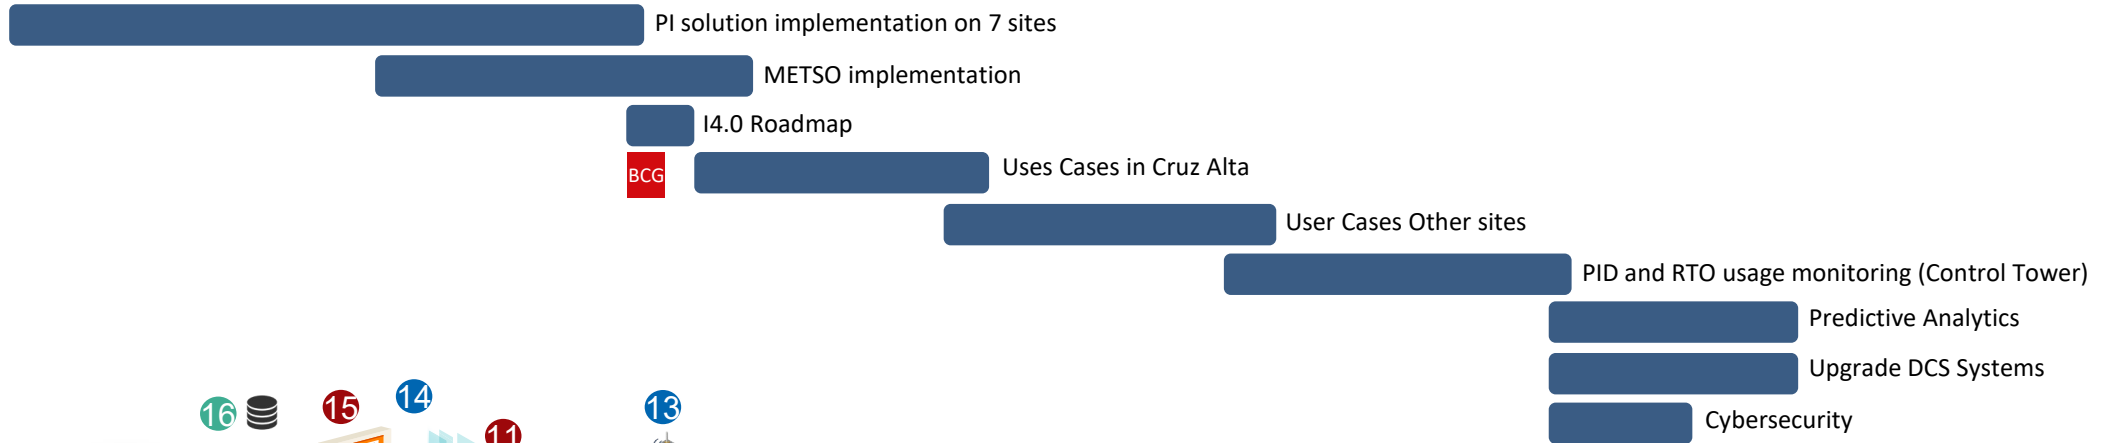 PI solution implementation on 7 sites
METSO implementation
I4.0 Roadmap
BCG
Uses Cases in Cruz Alta
User Cases Other sites
PID and RTO usage monitoring (Control Tower)
Predictive Analytics
Upgrade DCS Systems
Cybersecurity
16
15
14
13
11